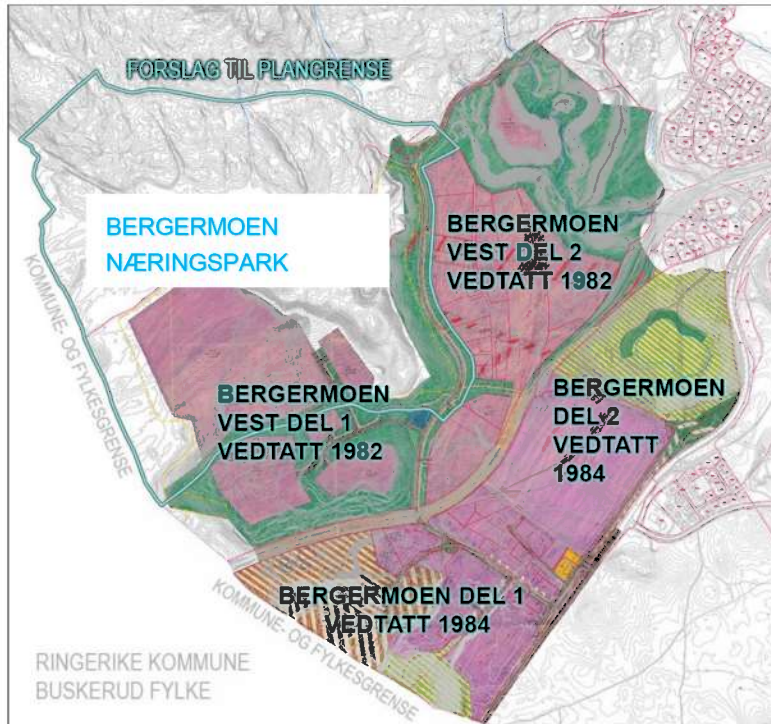 FORSLAG TIL PLANGRENSE
BERGERMOEN
NÆRINGSPARK
BERGERMOEN
VEST DEL 2
VEDTATT 1982
KOMMUNE- OG FYLKESGRENSE
BERGERMOEN
VEST DEL 1
VEDTATT 1982
BERGERMOEN
DEL 2
VEDTATT
1984
BERGERMOEN DEL 1
VEDTATT 1984
KOMMUNE- OG FYLKESGRENSE
RINGERIKE KOMMUNE
BUSKERUD FYLKE